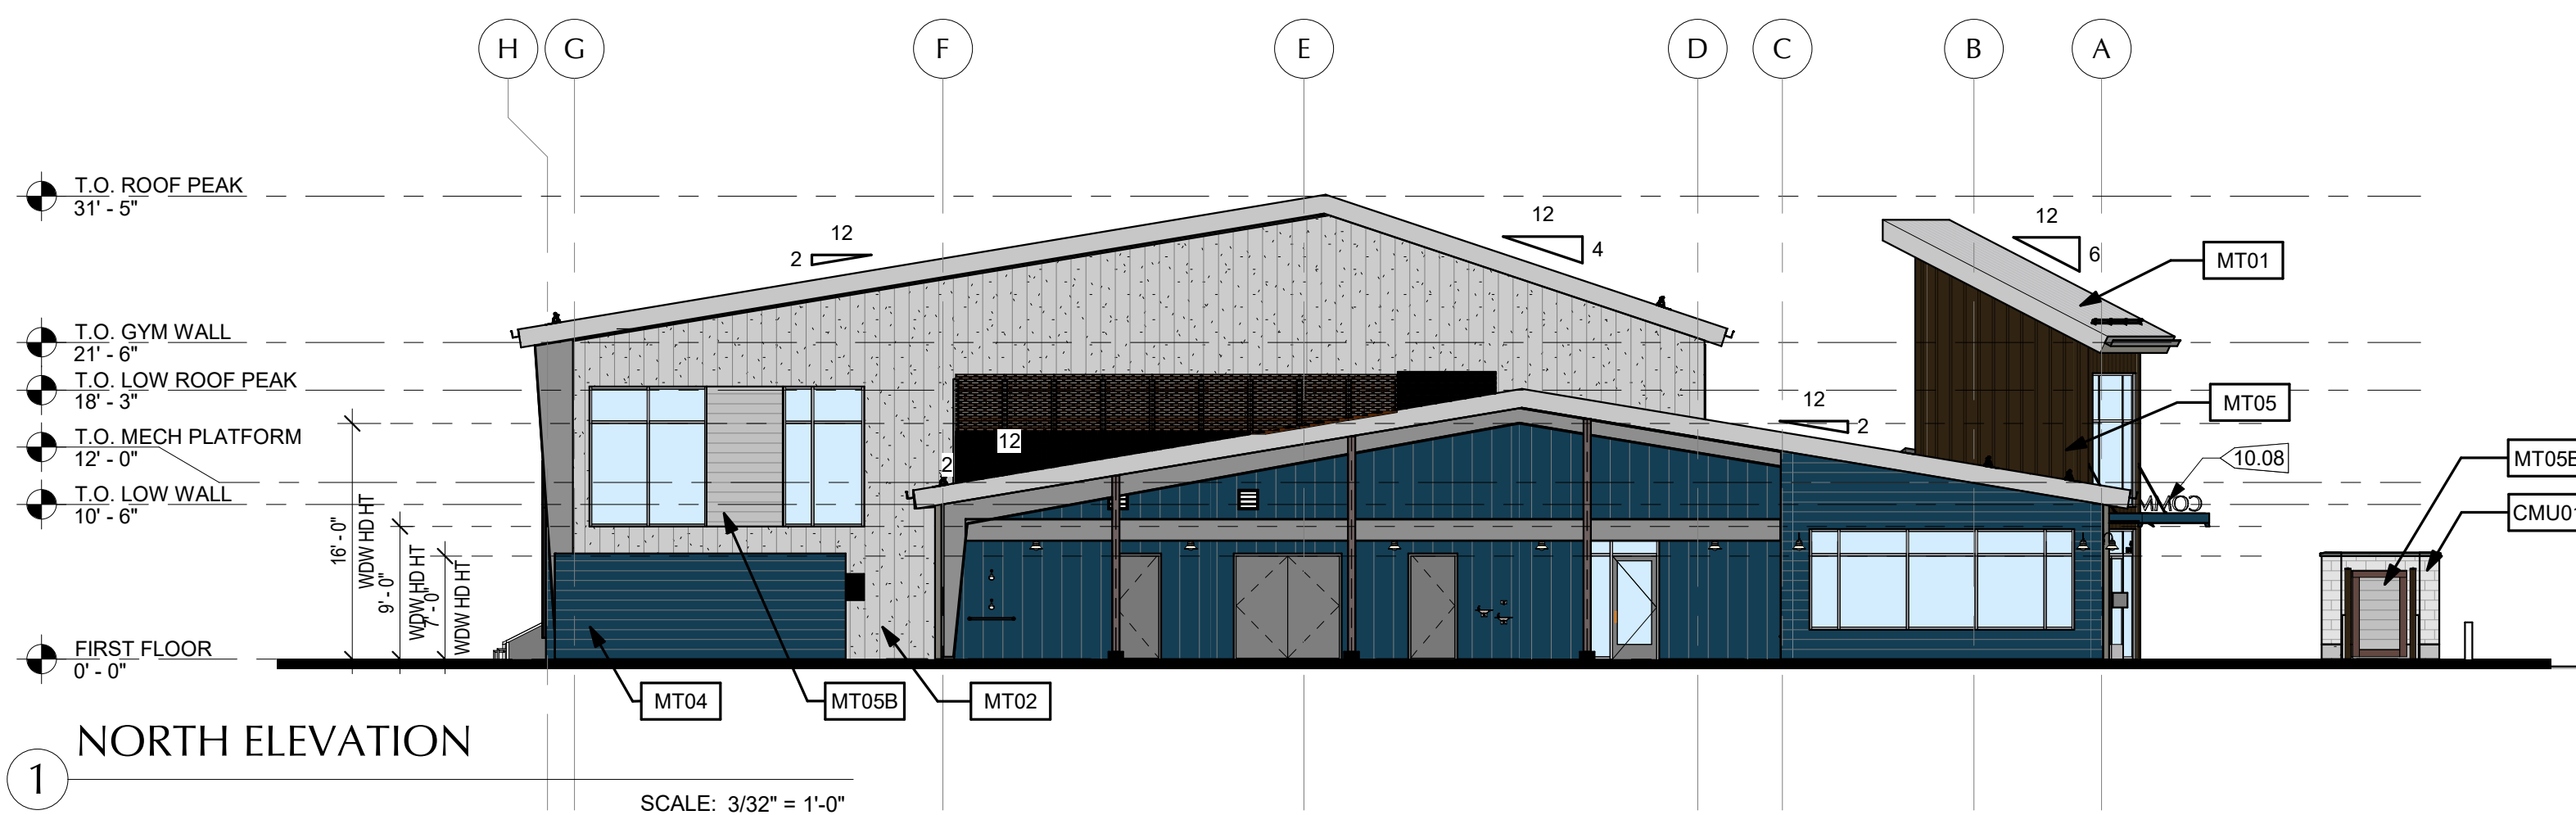 H G F E D C B A
T.O. ROOF PEAK
31' - 5"
12
2
12
4
12
6
MT01
T.O. GYM WALL
21' - 6"
T.O. LOW ROOF PEAK
18' - 3"
12
2
MT05
T.O. MECH PLATFORM
12' - 0"
12
2
10.08
MT05B
T.O. LOW WALL
10' - 6"
COMM
CMU01
16' - 0"
WDW HD HT
9' - 0"
WDW HD HT
7' - 0"
WDW HD HT
FIRST FLOOR
0' - 0"
MT04
MT05B
MT02
1
NORTH ELEVATION
SCALE: 3/32" = 1'-0"